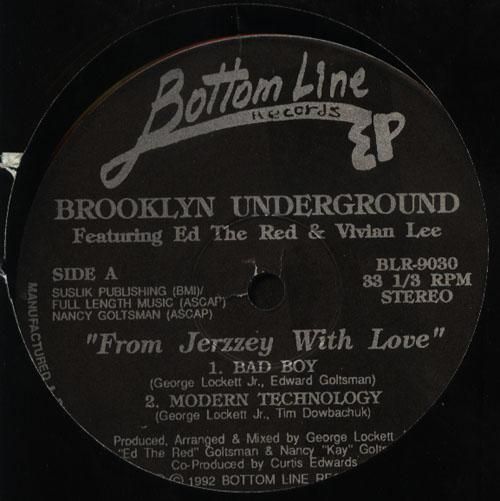 Bottom Line
Records
EP
BROOKLYN UNDERGROUND
Featuring Ed The Red & Vivian Lee
SIDE A
SUSLIK PUBLISHING (BMI)/
FULL LENGTH MUSIC (ASCAP)
NANCY GOLTSMAN (ASCAP)
BLR-9030
33 1/3 RPM
STEREO
"From Jerzzey With Love"
1. BAD BOY
(George Lockett Jr., Edward Goltsman)
2. MODERN TECHNOLOGY
(George Lockett Jr., Tim Dowbachuk)
Produced, Arranged & Mixed by George Lockett
"Ed The Red" Goltsman & Nancy "Kay"
Co-Produced by Curtis Edwards
© 1992 BOTTOM LINE
MANUFACTURED &